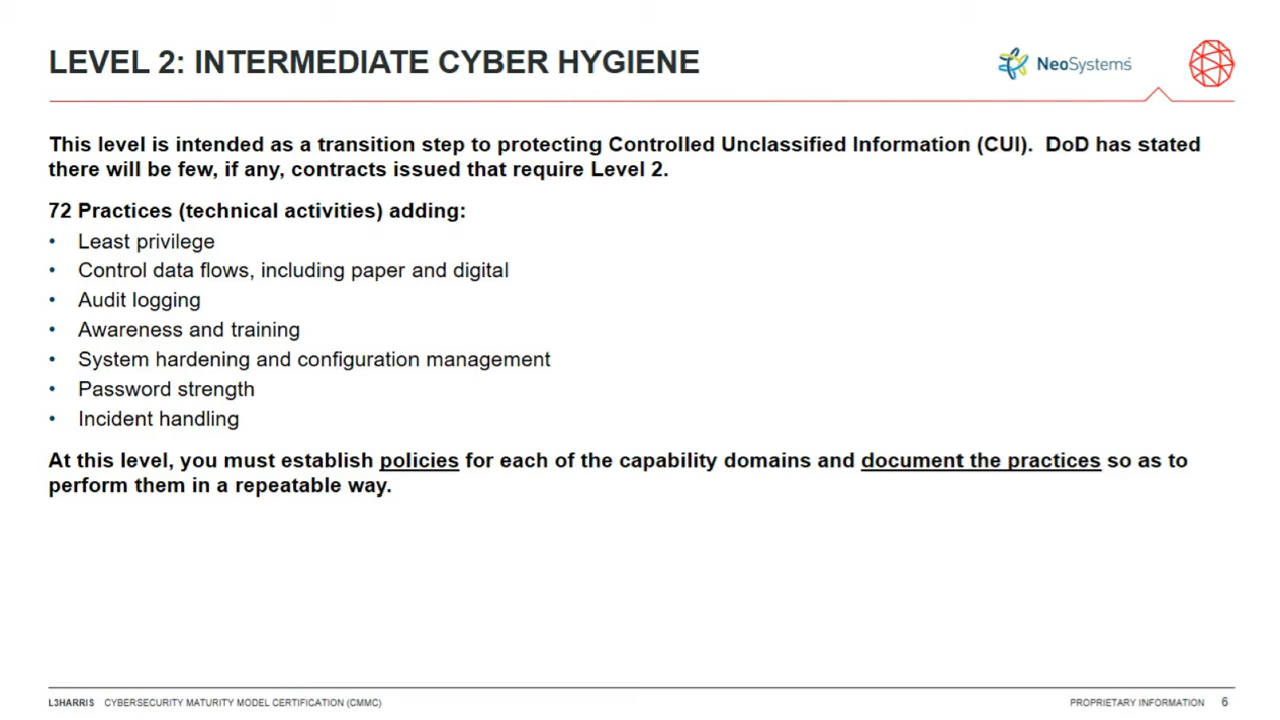 LEVEL 2: INTERMEDIATE CYBER HYGIENE
NeoSystems
This level is intended as a transition step to protecting Controlled Unclassified Information (CUI). DoD has stated
there will be few, if any, contracts issued that require Level 2.
72 Practices (technical activities) adding:
• Least privilege
• Control data flows, including paper and digital
• Audit logging
• Awareness and training
• System hardening and configuration management
• Password strength
• Incident handling
At this level, you must establish policies for each of the capability domains and document the practices so as to
perform them in a repeatable way.
L3HARRIS CYBERSECURITY MATURITY MODEL CERTIFICATION (CMMC) PROPRIETARY INFORMATION 6